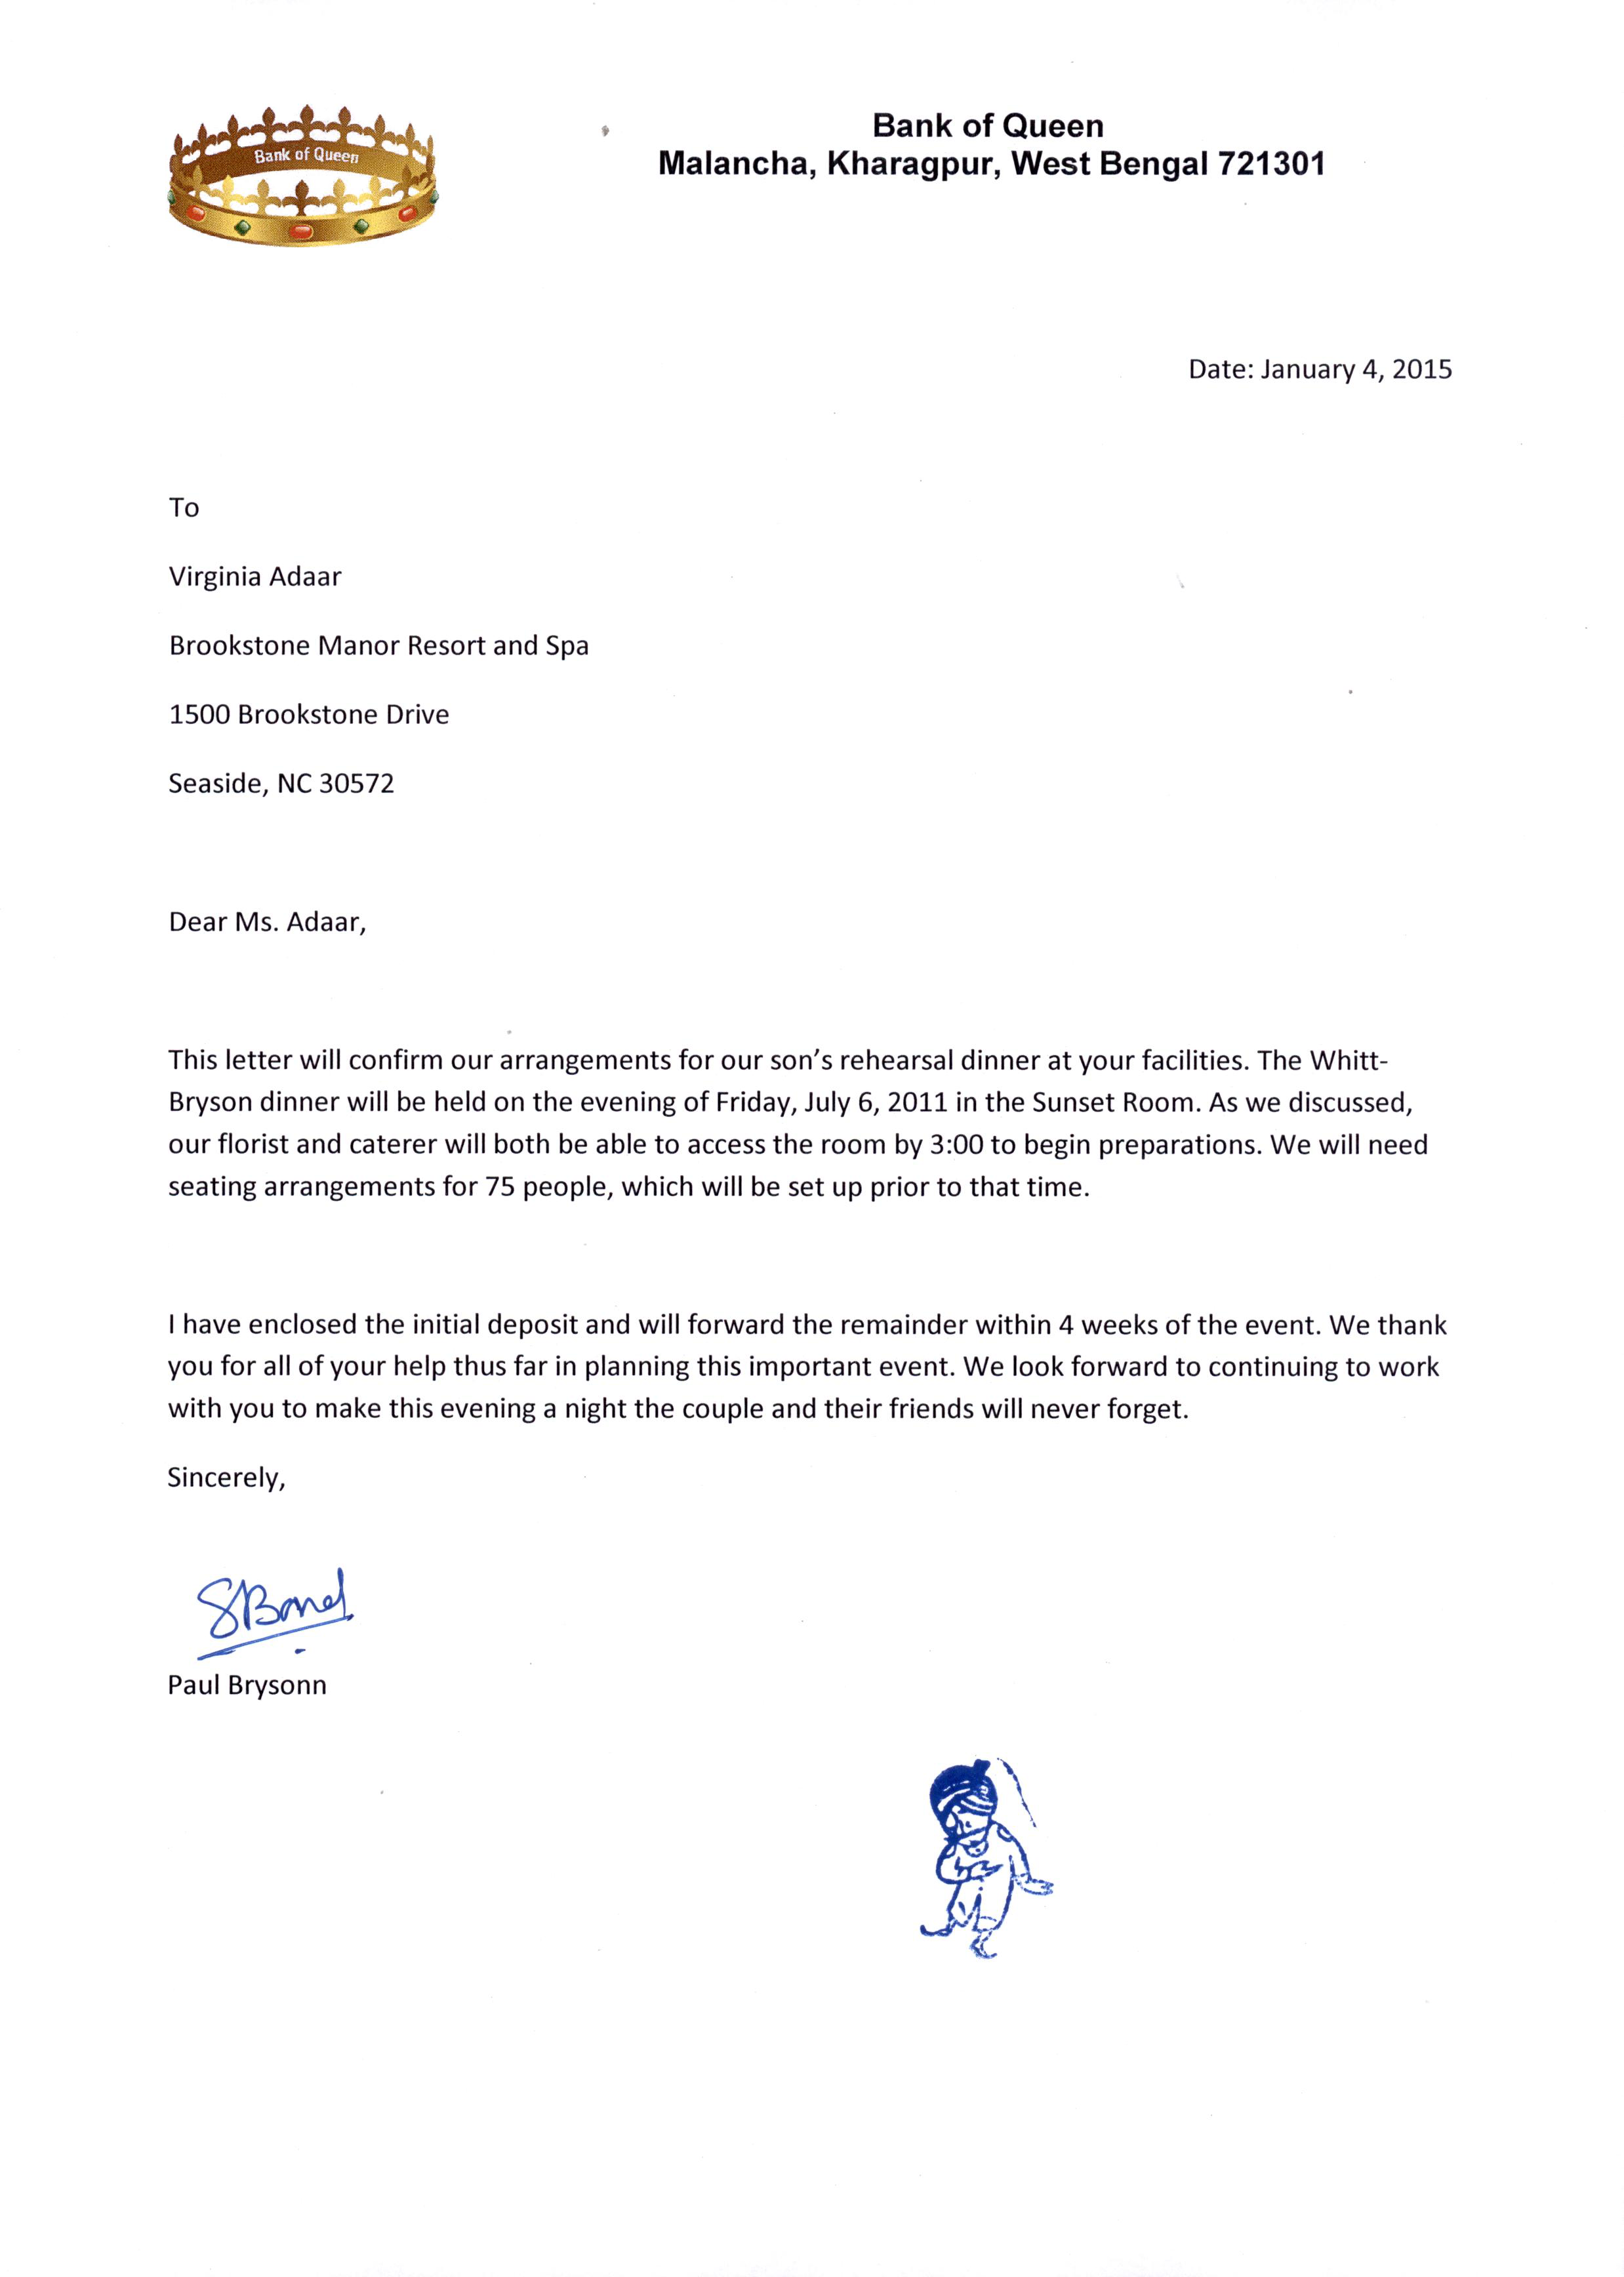 Bank of Queen
Bank of Queen
Malancha, Kharagpur, West Bengal 721301
Date: January 4, 2015
To
Virginia Adaar
Brookstone Manor Resort and Spa
1500 Brookstone Drive
Seaside, NC 30572
Dear Ms. Adaar,
This letter will confirm our arrangements for our son’s rehearsal dinner at your facilities. The Whitt-
Bryson dinner will be held on the evening of Friday, July 6, 2011 in the Sunset Room. As we discussed,
our florist and caterer will both be able to access the room by 3:00 to begin preparations. We will need
seating arrangements for 75 people, which will be set up prior to that time.
I have enclosed the initial deposit and will forward the remainder within 4 weeks of the event. We thank
you for all of your help thus far in planning this important event. We look forward to continuing to work
with you to make this evening a night the couple and their friends will never forget.
Sincerely,
Paul Brysonn